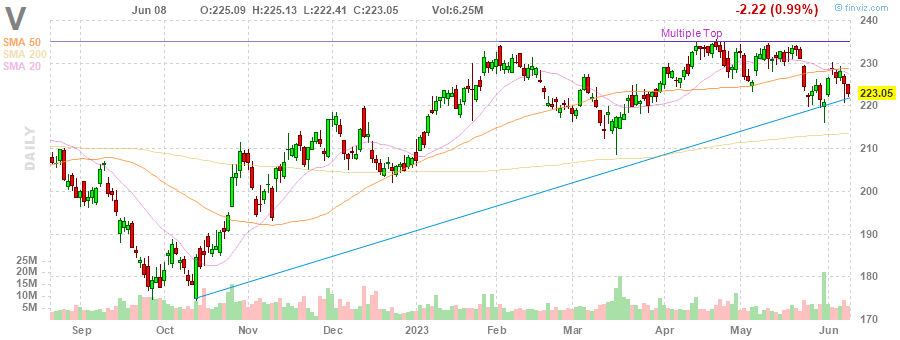 V
Jun 08 O:225.09 H:225.13 L:222.41 C:223.05 Vol:6.25M -2.22 (0.99%)
© finviz.com
SMA 50
SMA 200
SMA 20
DAILY
Multiple Top
240
230
223.05
220
210
200
190
180
170
25M
20M
15M
10M
5M
Sep Oct Nov Dec 2023 Feb Mar Apr May Jun